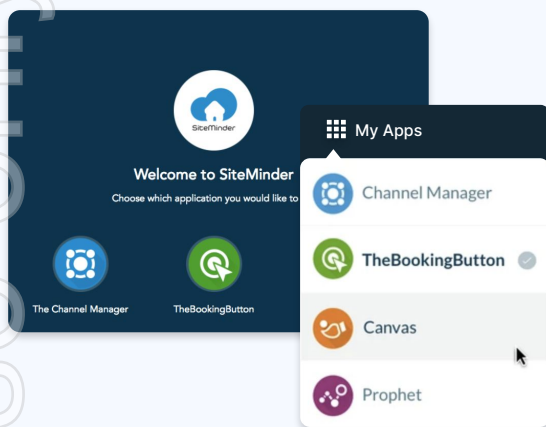 SiteMinder
Welcome to SiteMinder
Choose which application you would like to
The Channel Manager
TheBookingButton
My Apps
Channel Manager
TheBookingButton
Canvas
Prophet